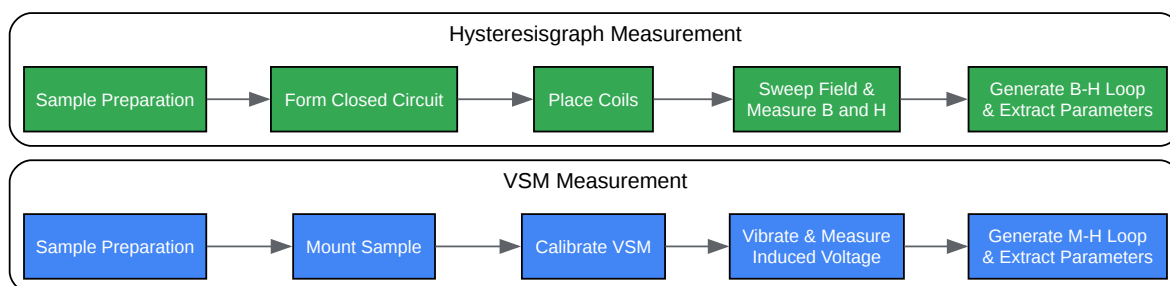 Hysteresisgraph Measurement
Sample Preparation
Form Closed Circuit
Place Coils
Sweep Field &
Measure B and H
Generate B-H Loop
& Extract Parameters
VSM Measurement
Sample Preparation
Mount Sample
Calibrate VSM
Vibrate & Measure
Induced Voltage
Generate M-H Loop
& Extract Parameters